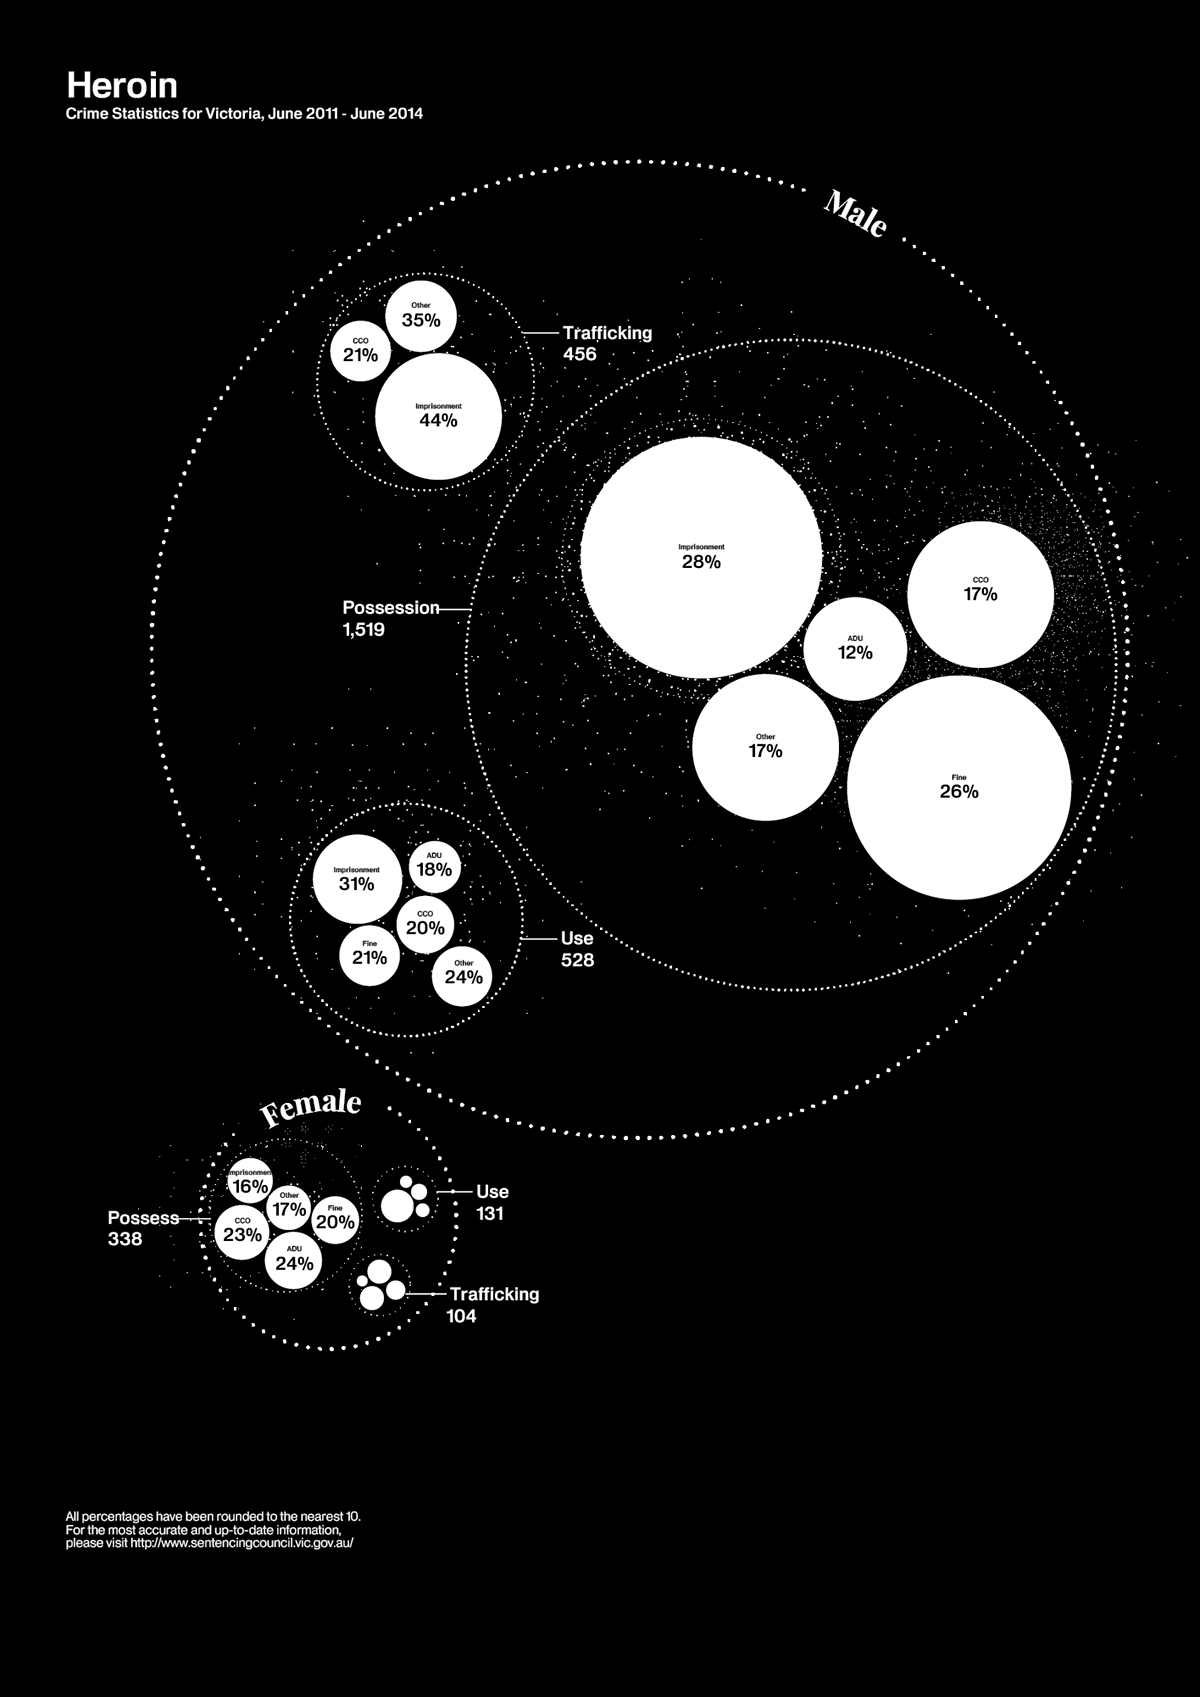 Heroin
Crime Statistics for Victoria, June 2011 - June 2014
Male
Other
35%
CCO
21%
Imprisonment
44%
Trafficking
456
Imprisonment
28%
CCO
17%
ADU
12%
Other
17%
Fine
26%
Possession
1,519
Imprisonment
31%
ADU
18%
CCO
20%
Fine
21%
Other
24%
Use
528
Female
Imprisonment
16%
Other
17%
Fine
20%
CCO
23%
ADU
24%
Possess
338
Use
131
Trafficking
104
All percentages have been rounded to the nearest 10.
For the most accurate and up-to-date information,
please visit http://www.sentencingcouncil.vic.gov.au/